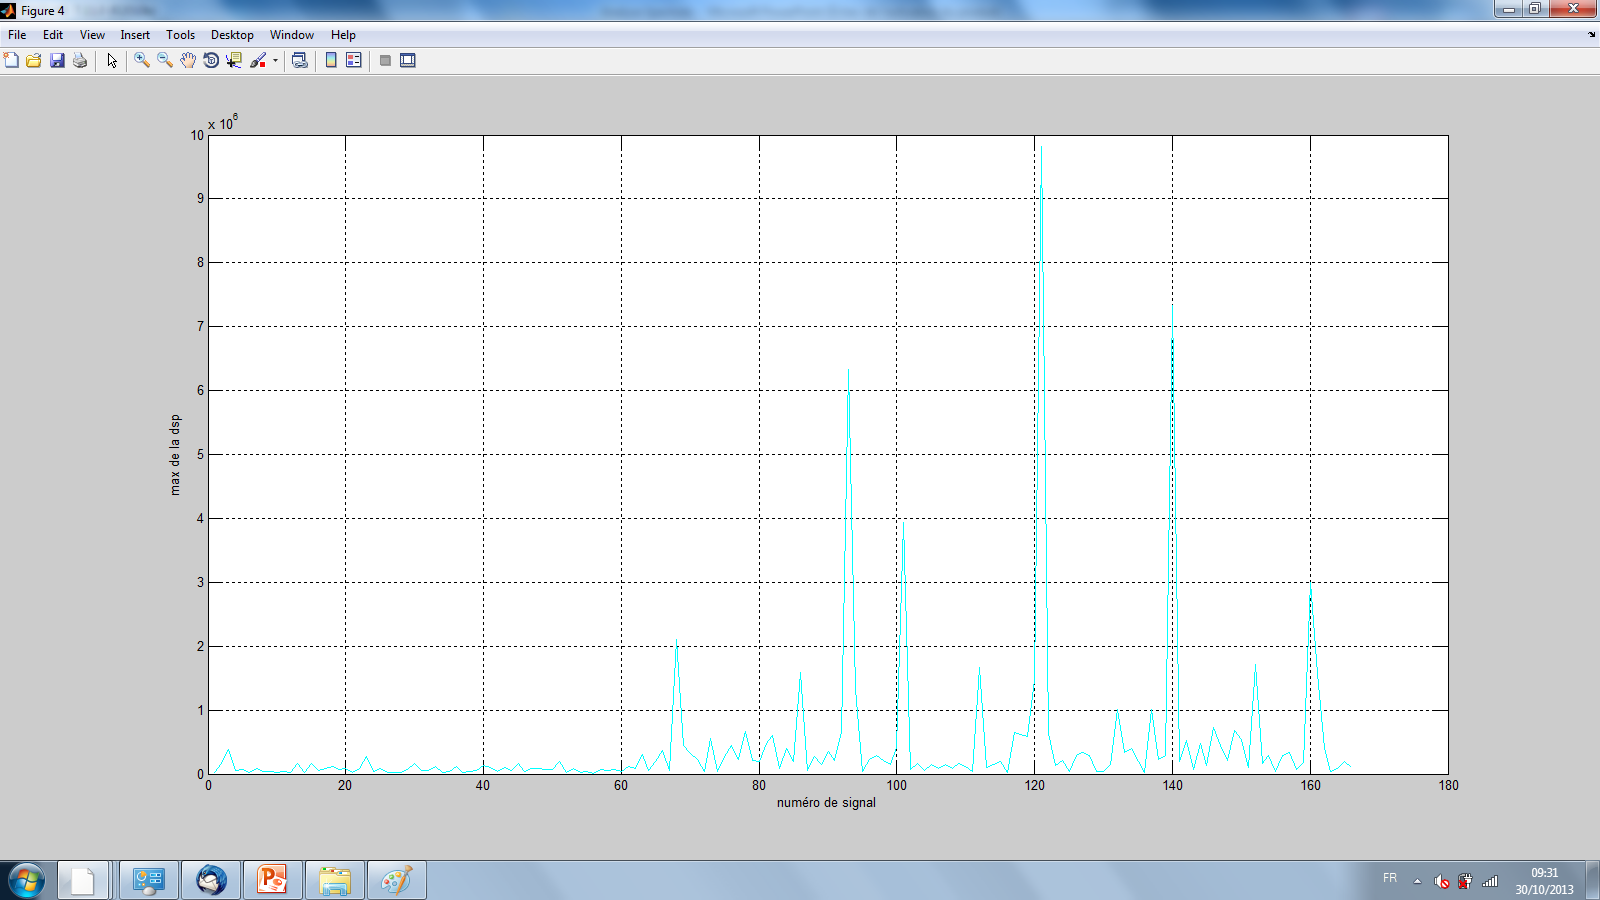 Figure 4
File Edit View Insert Tools Desktop Window Help
x 10⁶
10
9
8
7
6
5
4
3
2
1
0
max de la dsp
0 20 40 60 80 100 120 140 160 180
numéro de signal
FR
09:31
30/10/2013